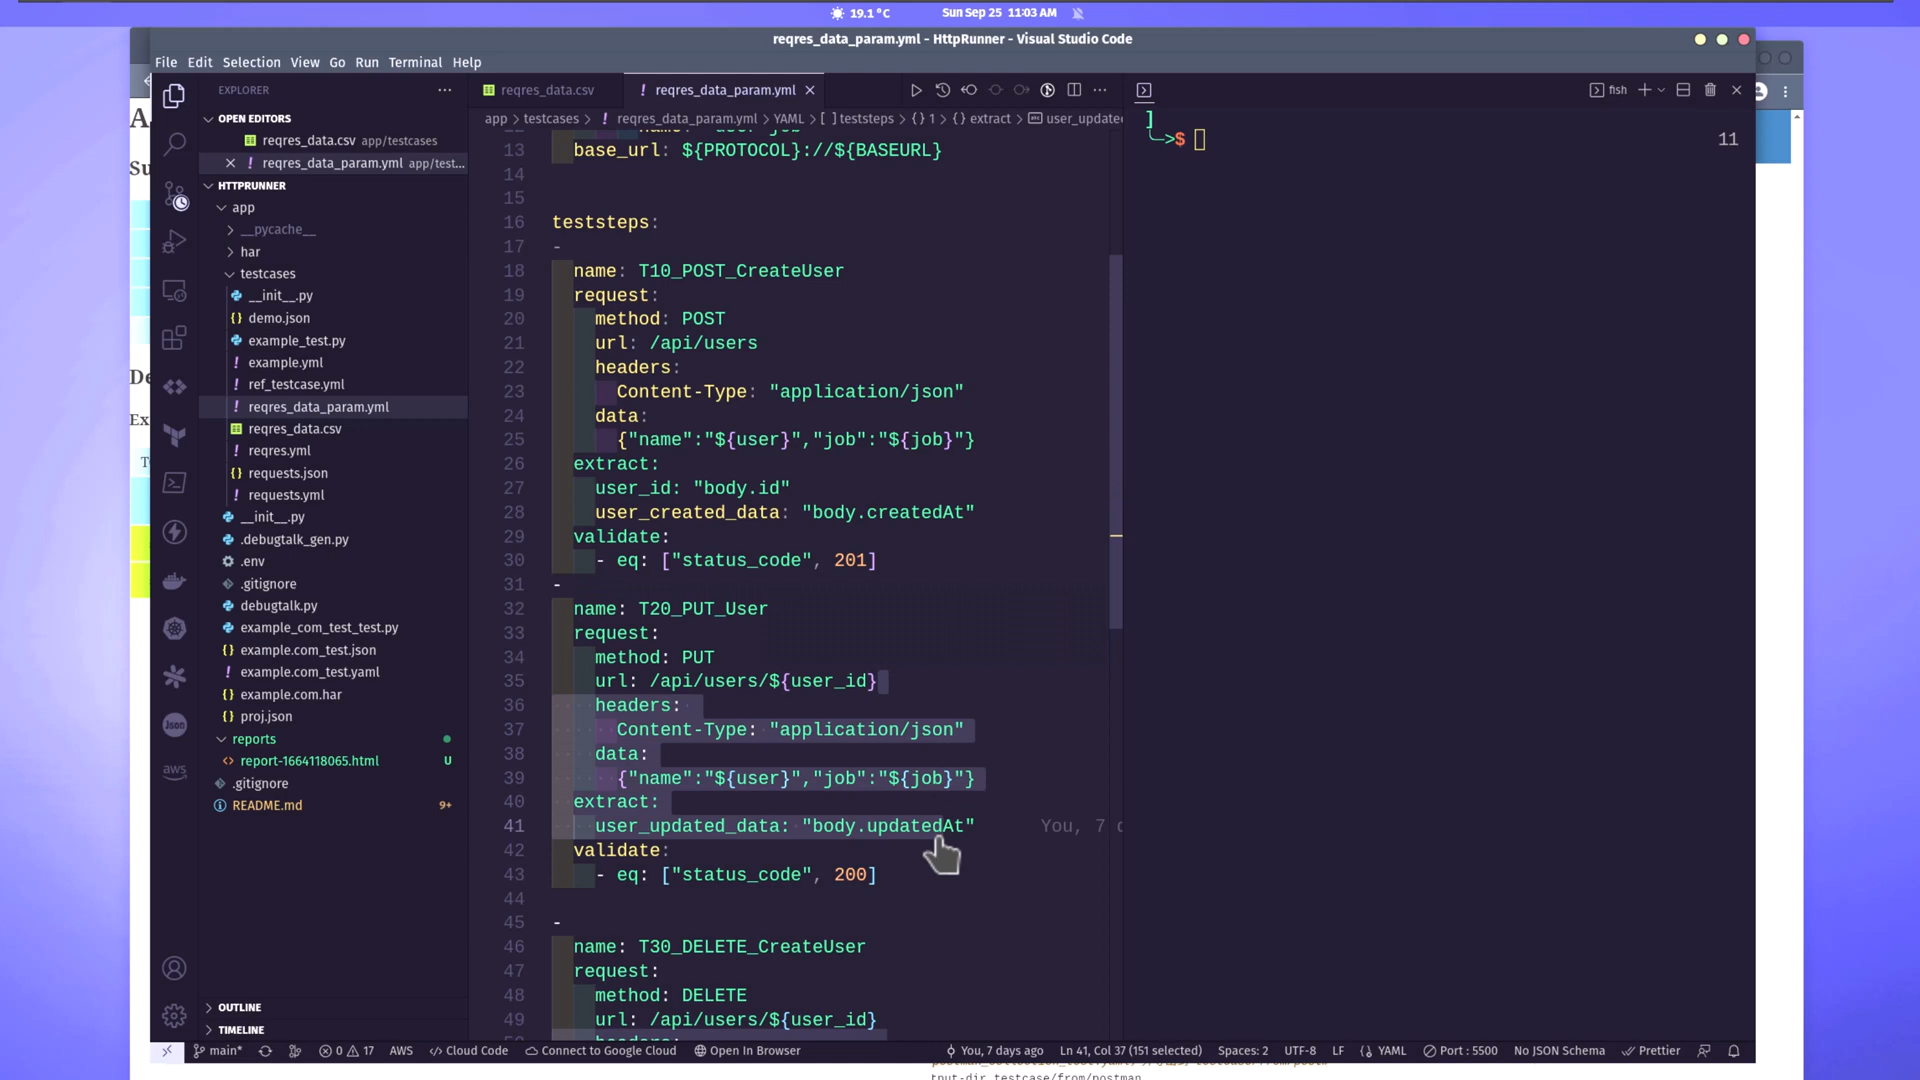 19.1 °C
Sun Sep 25 11:03 AM
reqres_data_param.yml - HttpRunner - Visual Studio Code
File Edit Selection View Go Run Terminal Help
EXPLORER
OPEN EDITORS
reqres_data.csv app/testcases
reqres_data_param.yml app/test...
HTTPRUNNER
app
__pycache__
har
testcases
__init__.py
demo.json
example_test.py
example.yml
ref_testcase.yml
reqres_data_param.yml
reqres_data.csv
reqres.yml
requests.json
requests.yml
__init__.py
.debugtalk_gen.py
.env
.gitignore
debugtalk.py
example_com_test_test.py
example.com_test.json
example.com_test.yaml
example.com.har
proj.json
reports
report-1664118065.html U
.gitignore
README.md 9+
OUTLINE
TIMELINE
reqres_data.csv
! reqres_data_param.yml
app > testcases > ! reqres_data_param.yml > YAML > [ ] teststeps > {} 1 > {} extract > user_update
13 base_url: ${PROTOCOL}://${BASEURL}
14
15
16 teststeps:
17 -
18 name: T10_POST_CreateUser
19 request:
20 method: POST
21 url: /api/users
22 headers:
23 Content-Type: "application/json"
24 data:
25 {"name":"${user}","job":"${job}"}
26 extract:
27 user_id: "body.id"
28 user_created_data: "body.createdAt"
29 validate:
30 - eq: ["status_code", 201]
31 -
32 name: T20_PUT_User
33 request:
34 method: PUT
35 url: /api/users/${user_id}
36 headers:
37 Content-Type: "application/json"
38 data:
39 {"name":"${user}","job":"${job}"}
40 extract:
41 user_updated_data: "body.updatedAt" You, 7 d
42 validate:
43 - eq: ["status_code", 200]
44
45 -
46 name: T30_DELETE_CreateUser
47 request:
48 method: DELETE
49 url: /api/users/${user_id}
fish
]
╰─>$
11
main* 0 17 AWS Cloud Code Connect to Google Cloud Open In Browser You, 7 days ago Ln 41, Col 37 (151 selected) Spaces: 2 UTF-8 LF YAML Port : 5500 No JSON Schema Prettier